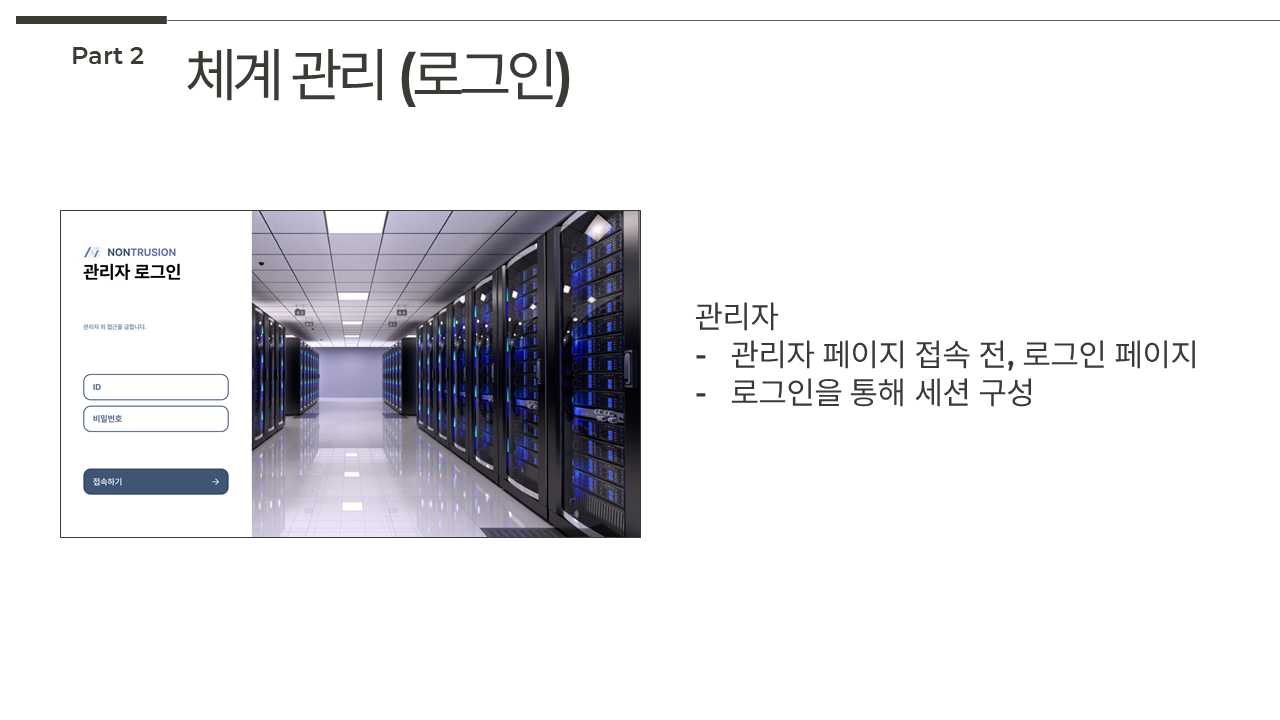 Part 2
체계 관리 (로그인)
NONTRUSION
관리자 로그인
관리자 외 접근을 금합니다.
ID
비밀번호
접속하기 →
관리자
- 관리자 페이지 접속 전, 로그인 페이지
- 로그인을 통해 세션 구성